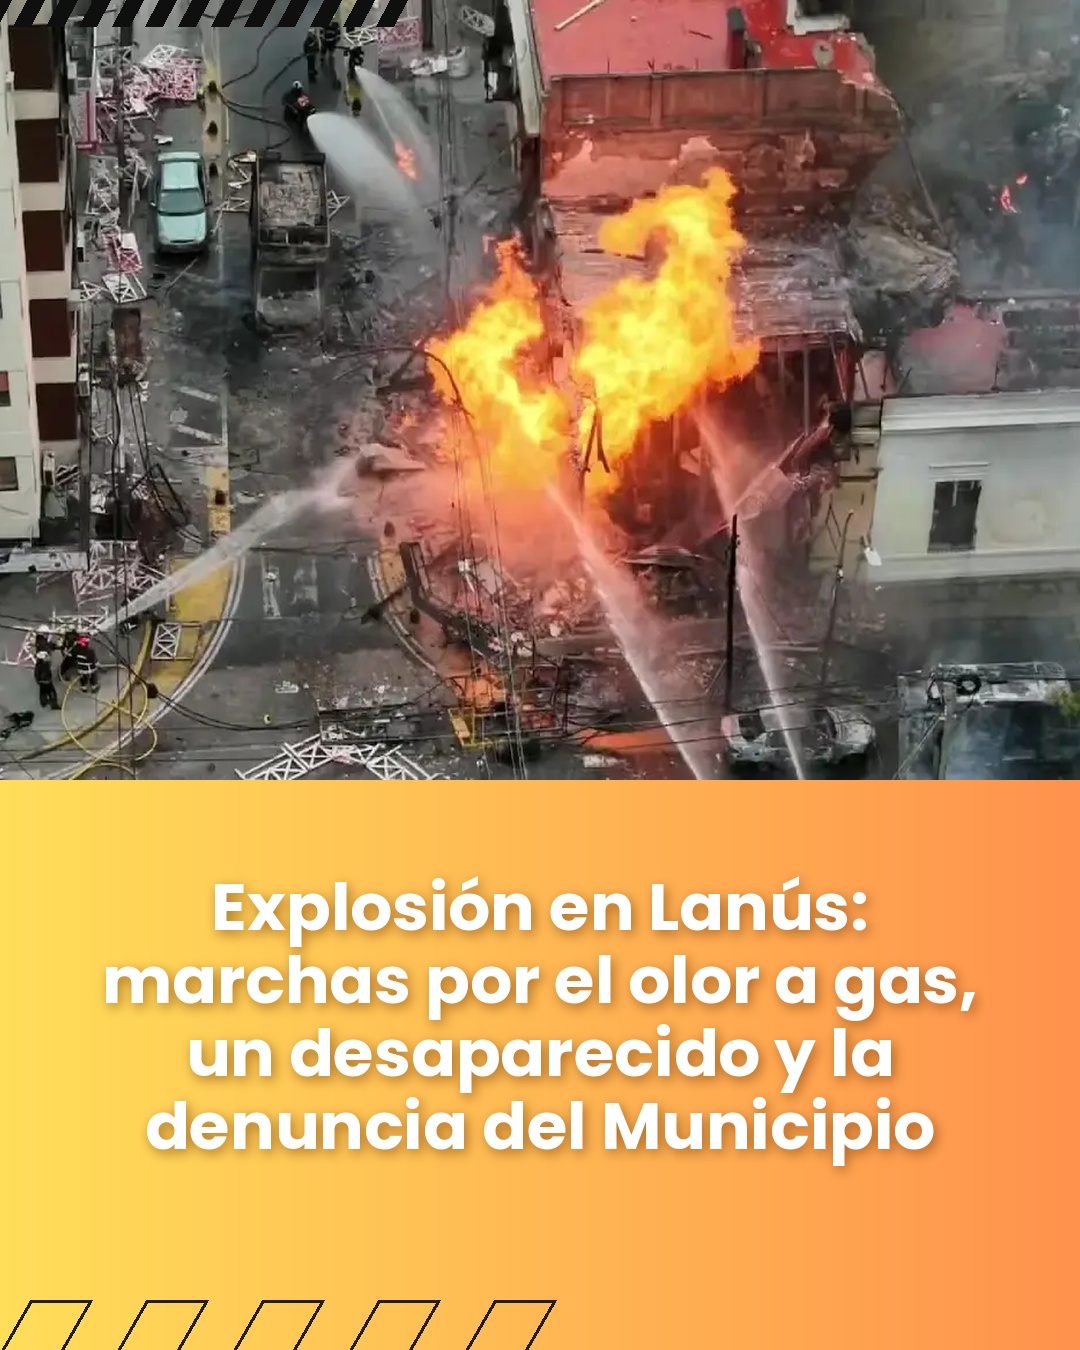 Explosión en Lanús:
marchas por el olor a gas,
un desaparecido y la
denuncia del Municipio